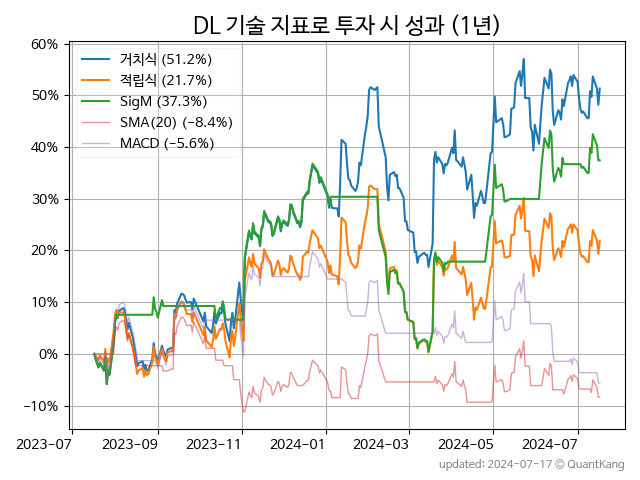 DL 기술 지표로 투자 시 성과 (1년)
60%
50%
40%
30%
20%
10%
0%
−10%
거치식 (51.2%)
적립식 (21.7%)
SigM (37.3%)
SMA(20) (−8.4%)
MACD (−5.6%)
2023-07 2023-09 2023-11 2024-01 2024-03 2024-05 2024-07
updated: 2024-07-17 © QuantKang